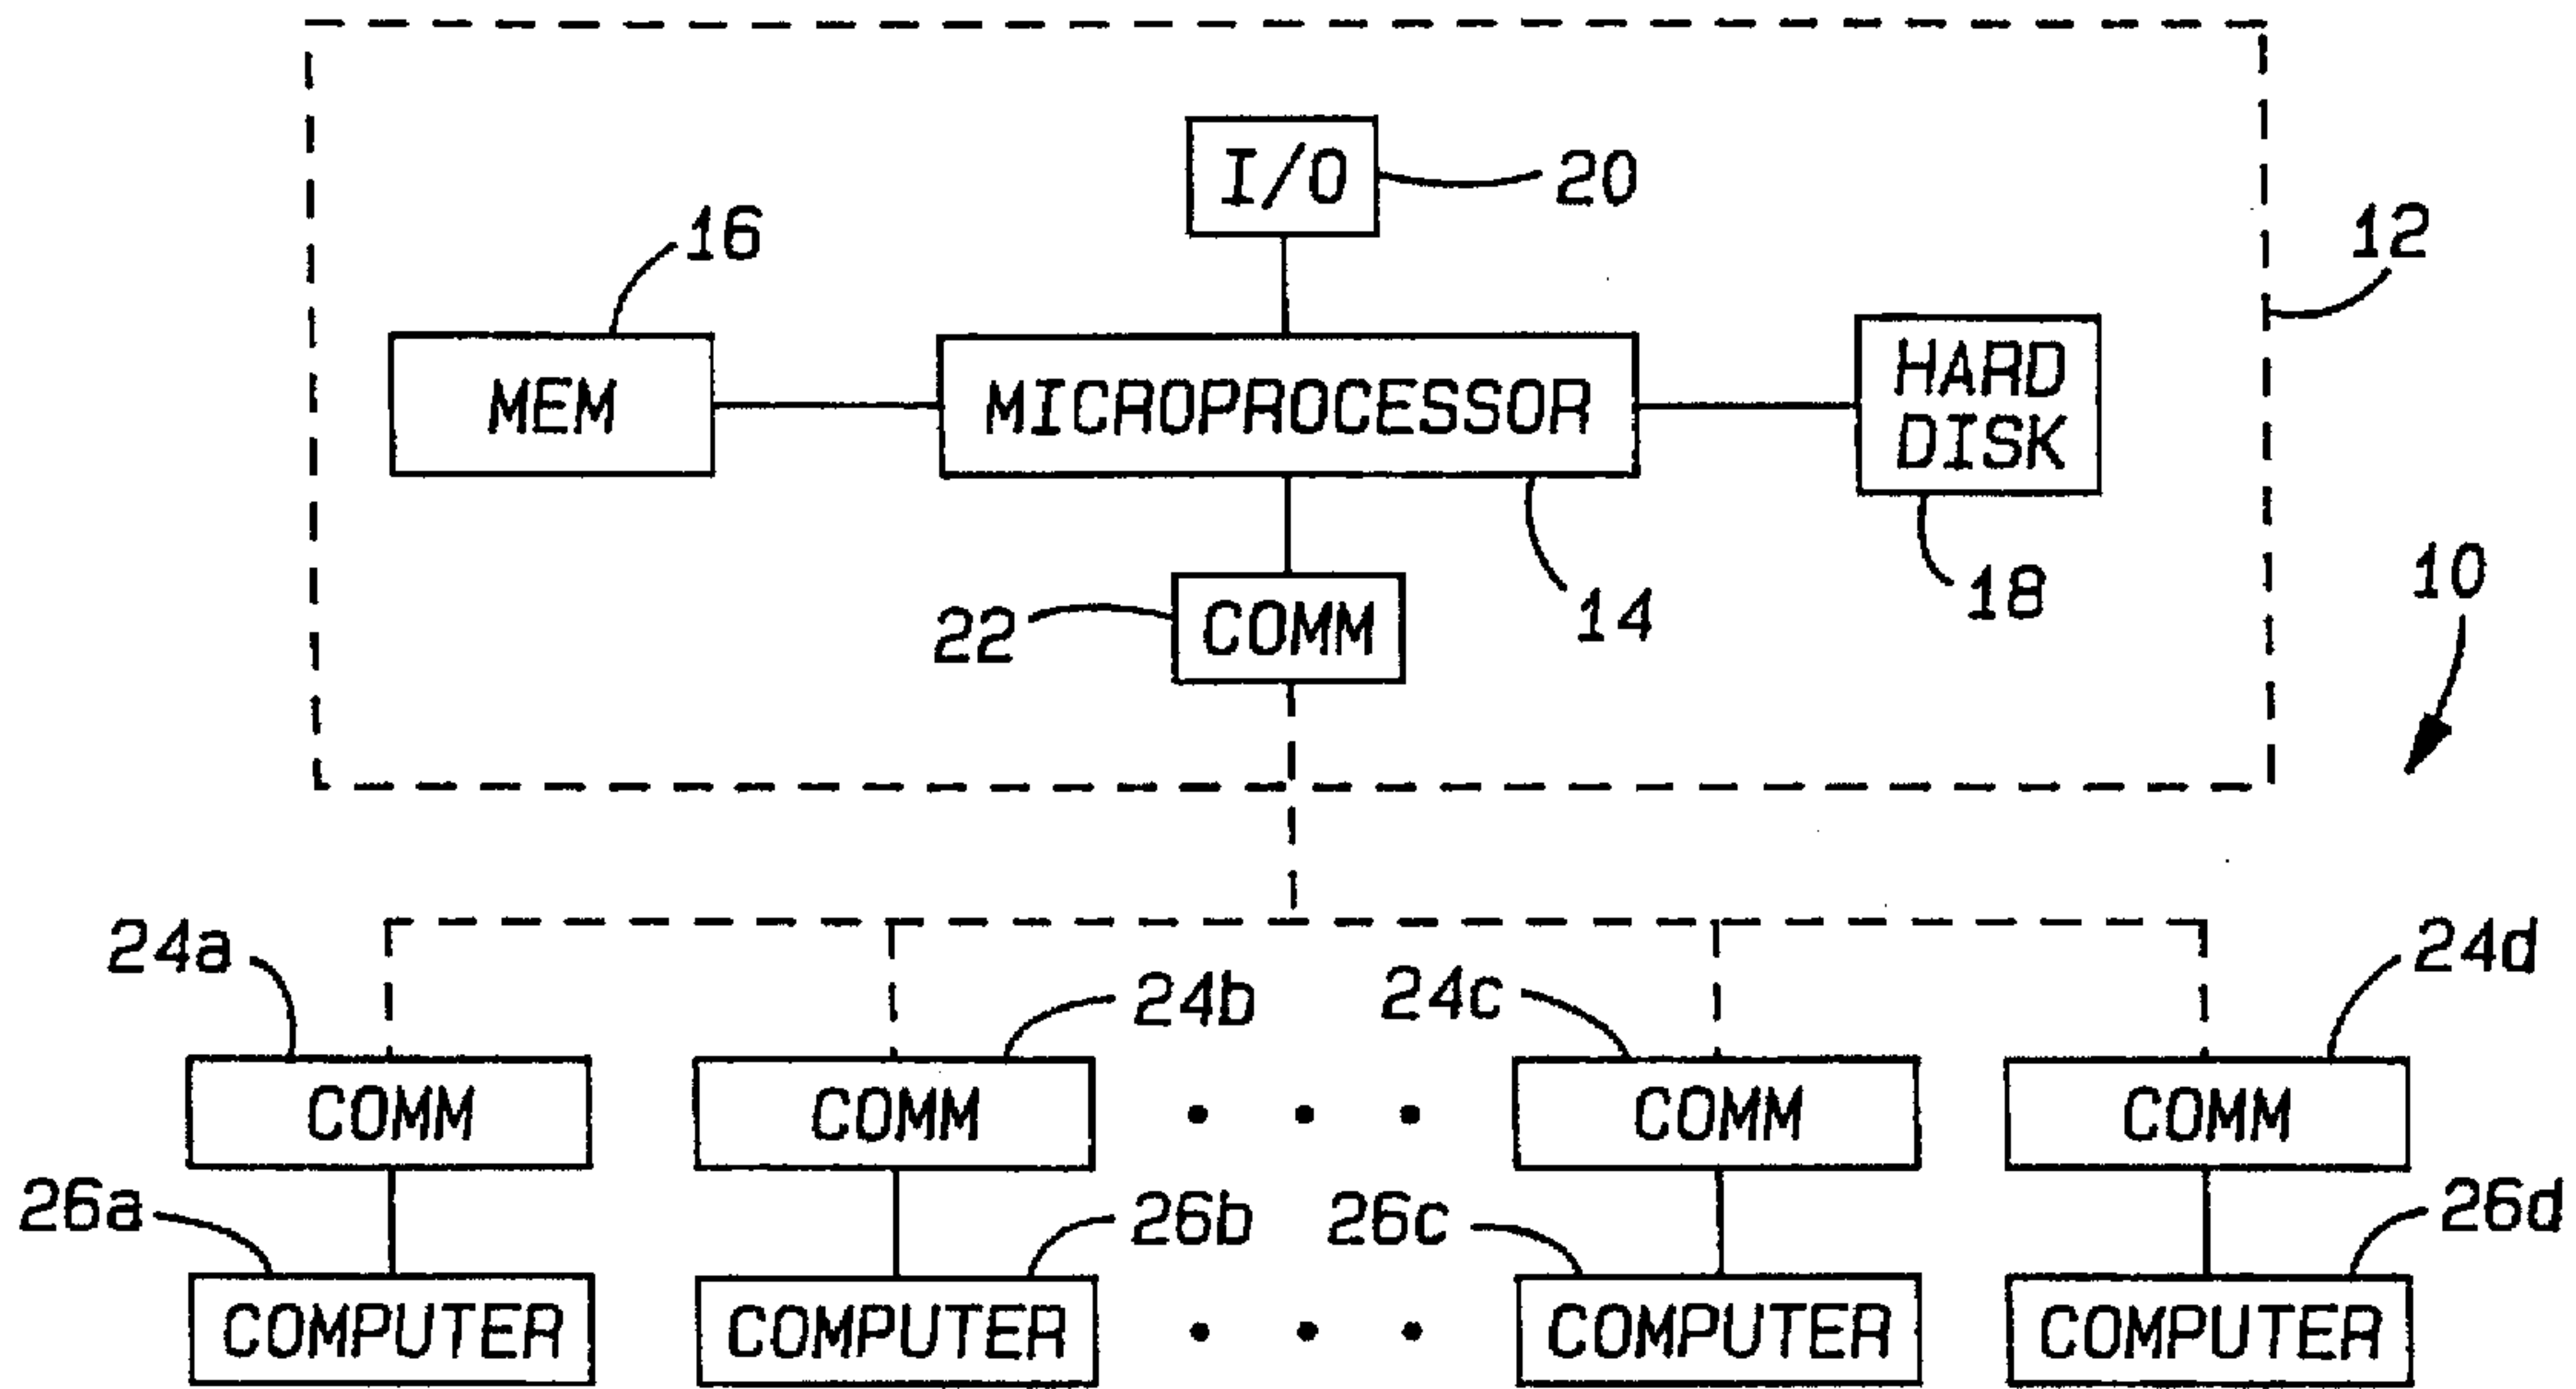 I/O
20
16
12
MEM
MICROPROCESSOR
HARD
DISK
22
COMM
14
18
10
24a
24b
24c
24d
COMM
COMM
• • •
COMM
COMM
26a
26b
26c
26d
COMPUTER
COMPUTER
• • •
COMPUTER
COMPUTER